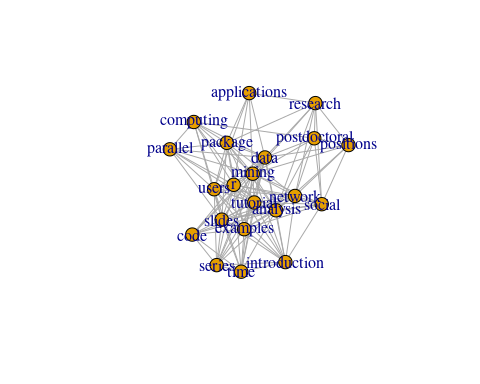 applications
research
computing
postdoctoral
package
positions
parallel
data
mining
r
users
network
tutorial
social
analysis
slides
examples
code
introduction
series
time